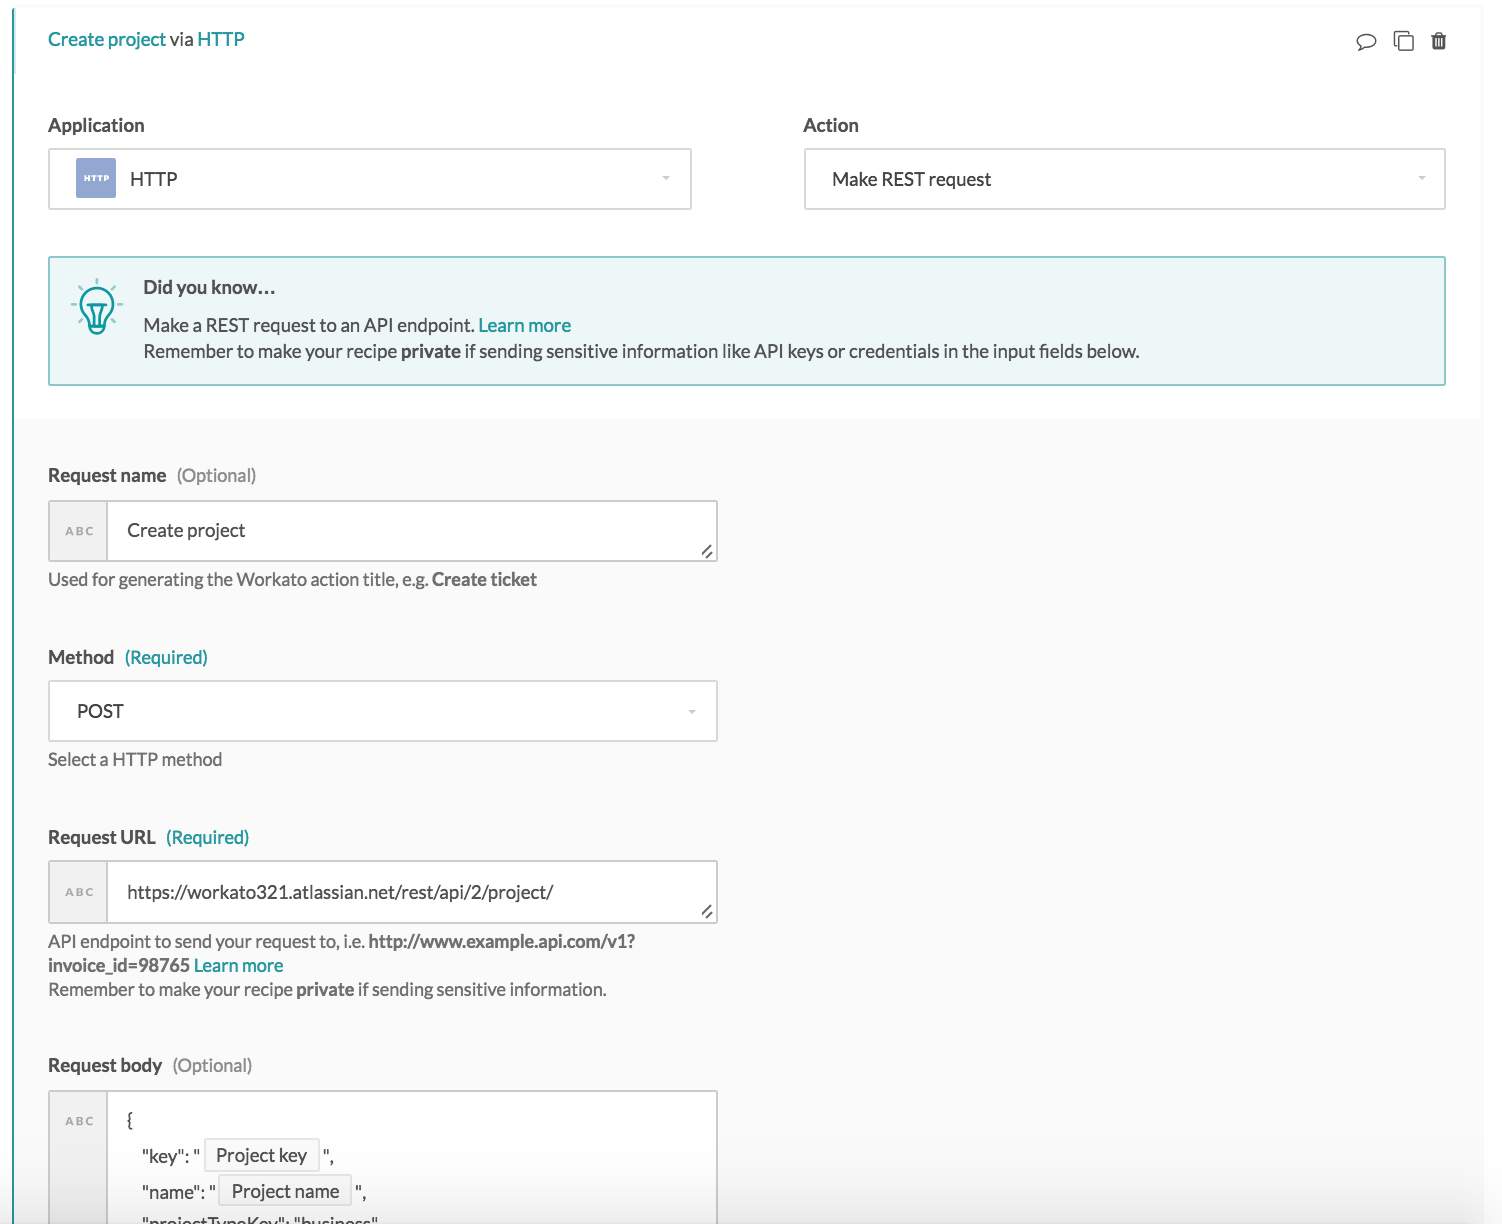 Create project via HTTP
Application
Action
HTTP HTTP
Make REST request
Did you know...
Make a REST request to an API endpoint. Learn more
Remember to make your recipe private if sending sensitive information like API keys or credentials in the input fields below.
Request name (Optional)
ABC Create project
Used for generating the Workato action title, e.g. Create ticket
Method (Required)
POST
Select a HTTP method
Request URL (Required)
ABC https://workato321.atlassian.net/rest/api/2/project/
API endpoint to send your request to, i.e. http://www.example.api.com/v1?
invoice_id=98765 Learn more
Remember to make your recipe private if sending sensitive information.
Request body (Optional)
ABC {
"key": " Project key ",
"name": " Project name ",
"projectTypeKey": "business"